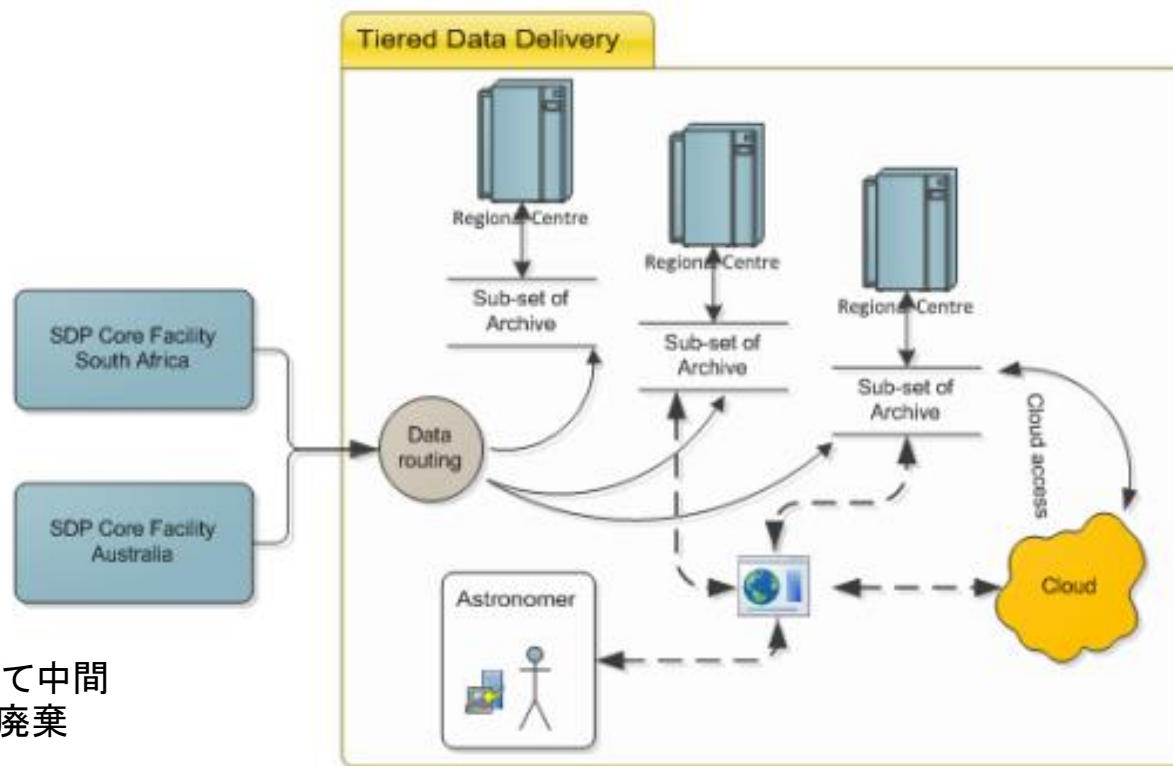 Tiered Data Delivery
Regional Centre
Regional Centre
Regional Centre
Sub-set of
Archive
Sub-set of
Archive
Sub-set of
Archive
SDP Core Facility
South Africa
SDP Core Facility
Australia
Data
routing
Cloud access
Cloud
Astronomer
て中間
廃棄